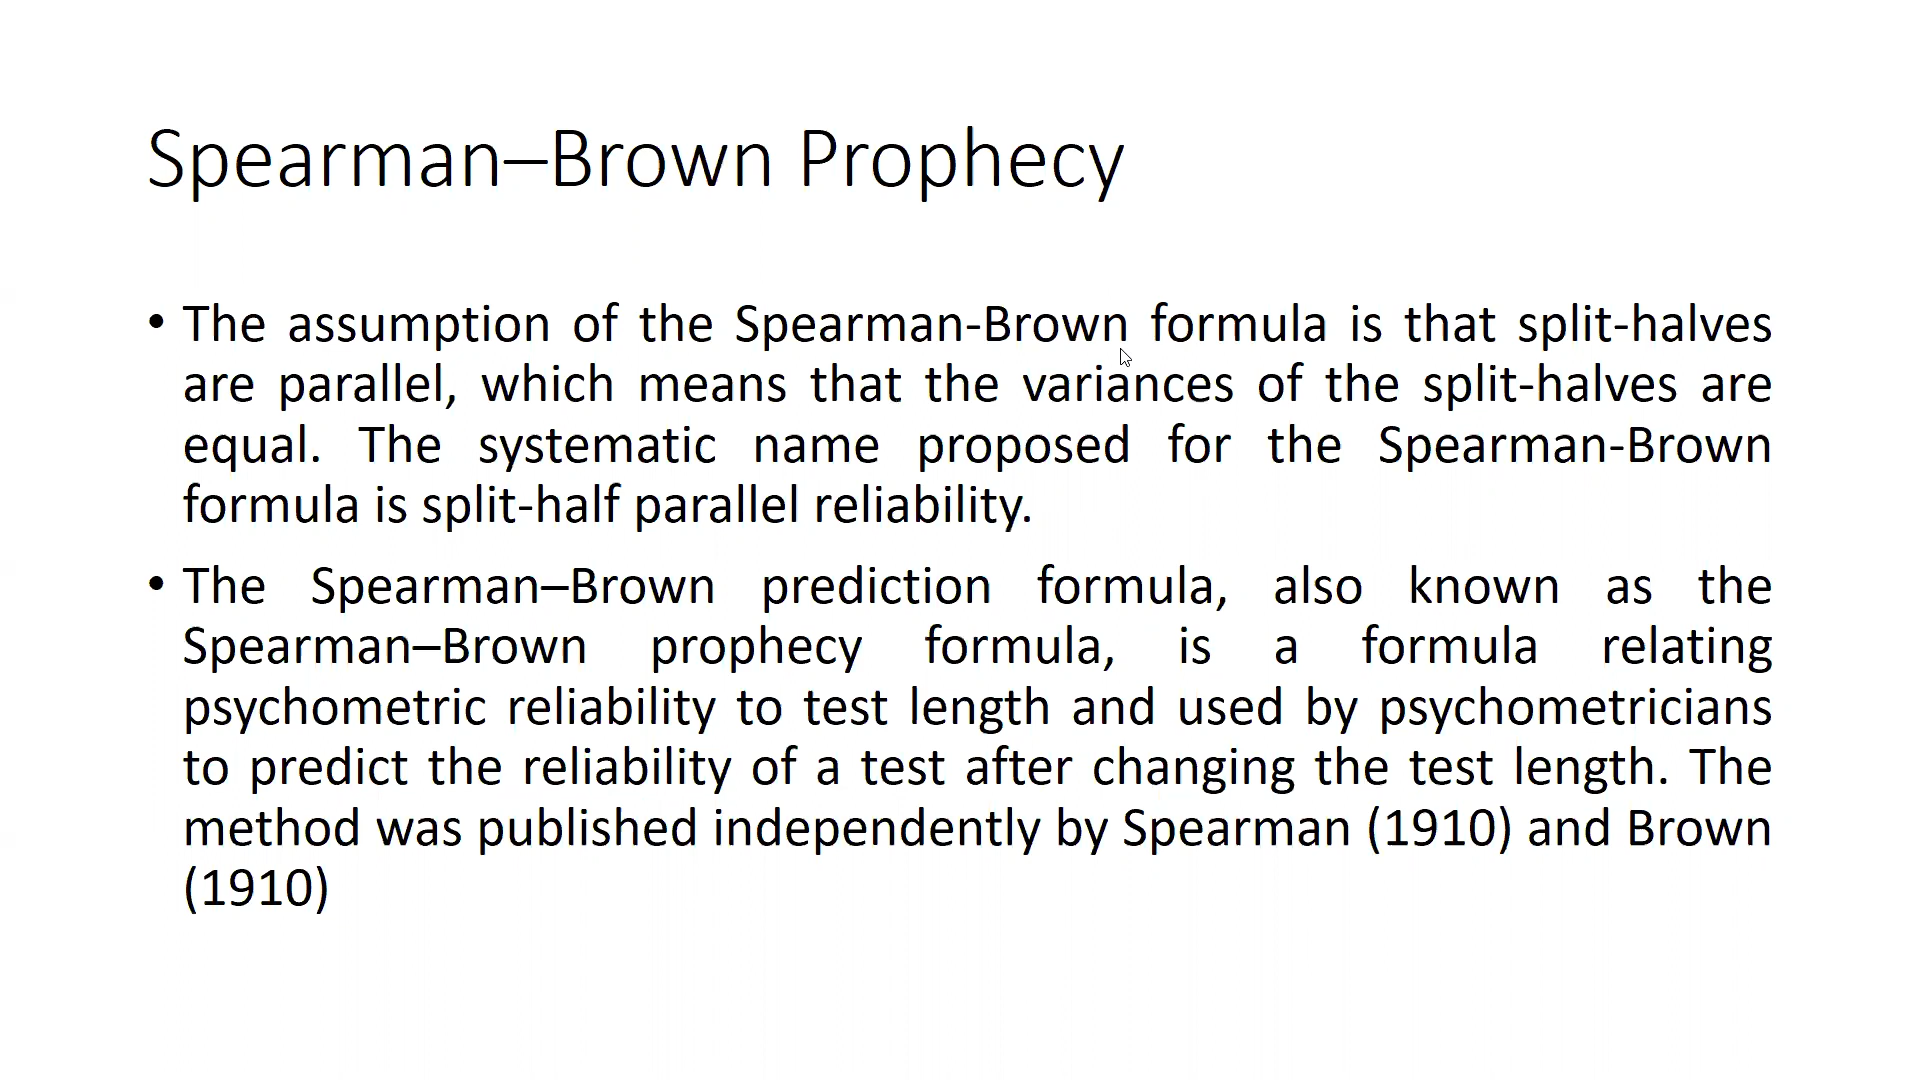 Spearman–Brown Prophecy
• The assumption of the Spearman-Brown formula is that split-halves
are parallel, which means that the variances of the split-halves are
equal. The systematic name proposed for the Spearman-Brown
formula is split-half parallel reliability.
• The Spearman–Brown prediction formula, also known as the
Spearman–Brown prophecy formula, is a formula relating
psychometric reliability to test length and used by psychometricians
to predict the reliability of a test after changing the test length. The
method was published independently by Spearman (1910) and Brown
(1910)